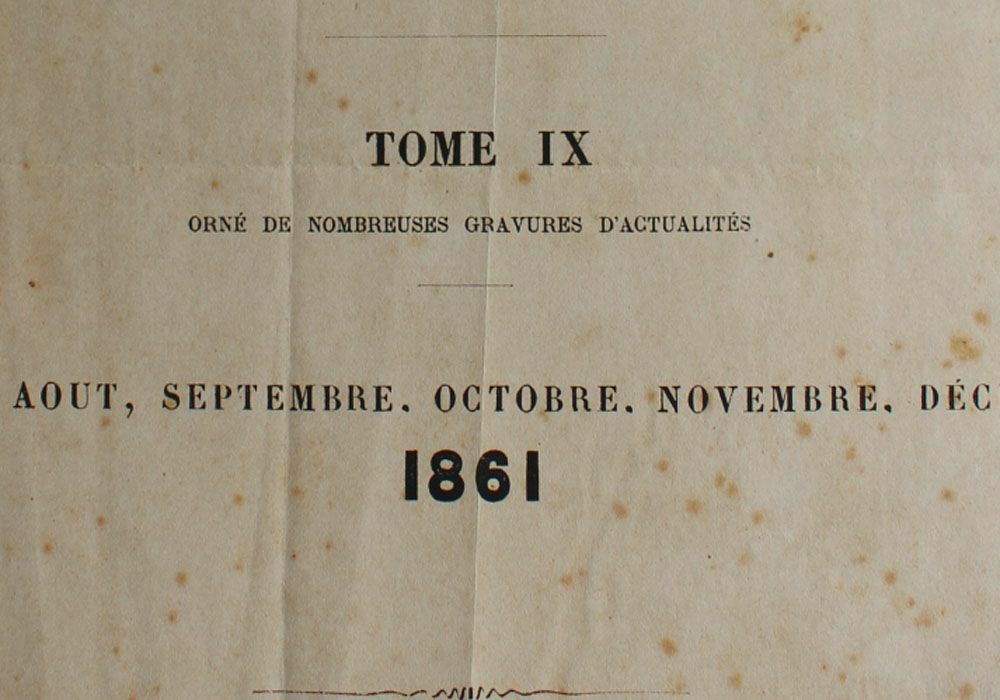 TOME IX
ORNÉ DE NOMBREUSES GRAVURES D'ACTUALITÉS
AOUT, SEPTEMBRE. OCTOBRE. NOVEMBRE, DÉC
1861